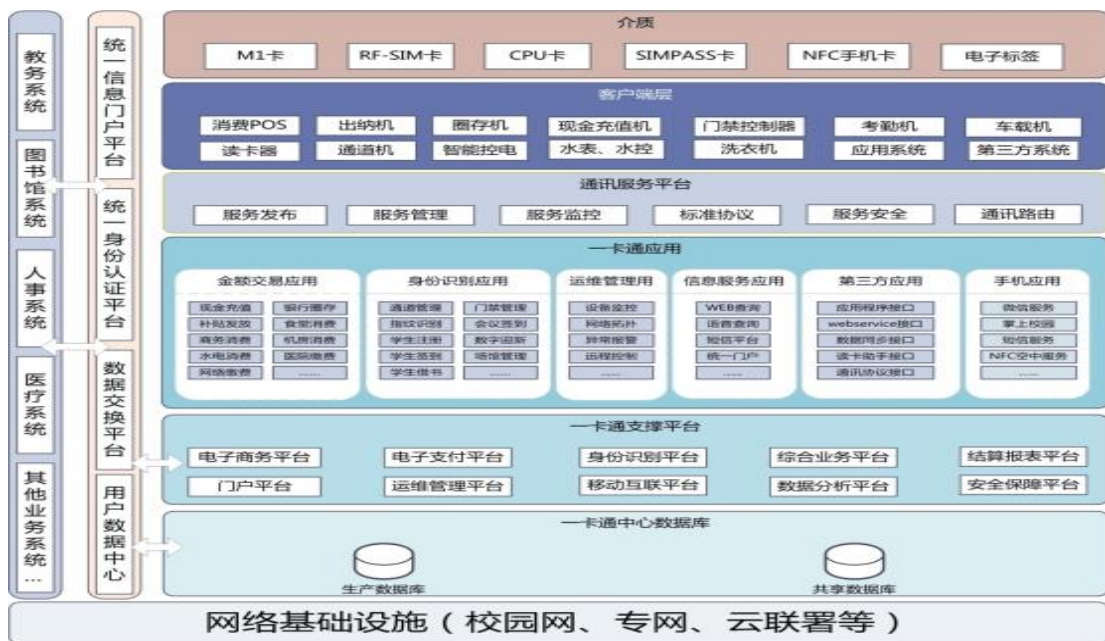 教务系统
图书馆系统
人事系统
医疗系统
其他业务系统...
统一信息门户平台
统一身份认证平台
数据交换平台
用户数据中心
介质
M1卡 RF-SIM卡 CPU卡 SIMPASS卡 NFC手机卡 电子标签
客户端层
消费POS 出纳机 圈存机 现金充值机 门禁控制器 考勤机 车载机
读卡器 通道机 智能控电 水表、水控 洗衣机 应用系统 第三方系统
通讯服务平台
服务发布 服务管理 服务监控 标准协议 服务安全 通讯路由
一卡通应用
金额交易应用 身份识别应用 运维管理用 信息服务应用 第三方应用 手机应用
现金充值 银行圈存 通道管理 门禁管理 设备监控 WEB查询 应用程序接口 微信服务
补贴发放 食堂消费 指纹识别 会议签到 网络拓扑 语音查询 webservice接口 掌上校园
商务消费 机房消费 学生注册 数字迎新 异常报警 短信平台 数据同步接口 短信服务
水电消费 医院缴费 学生签到 场馆管理 远程控制 统一门户 读卡助手接口 NFC空中服务
网络缴费 ...... 学生借书 ...... ...... ...... 通讯协议接口 ......
一卡通支撑平台
电子商务平台 电子支付平台 身份识别平台 综合业务平台 结算报表平台
门户平台 运维管理平台 移动互联平台 数据分析平台 安全保障平台
一卡通中心数据库
生产数据库 共享数据库
网络基础设施（校园网、专网、云联署等）